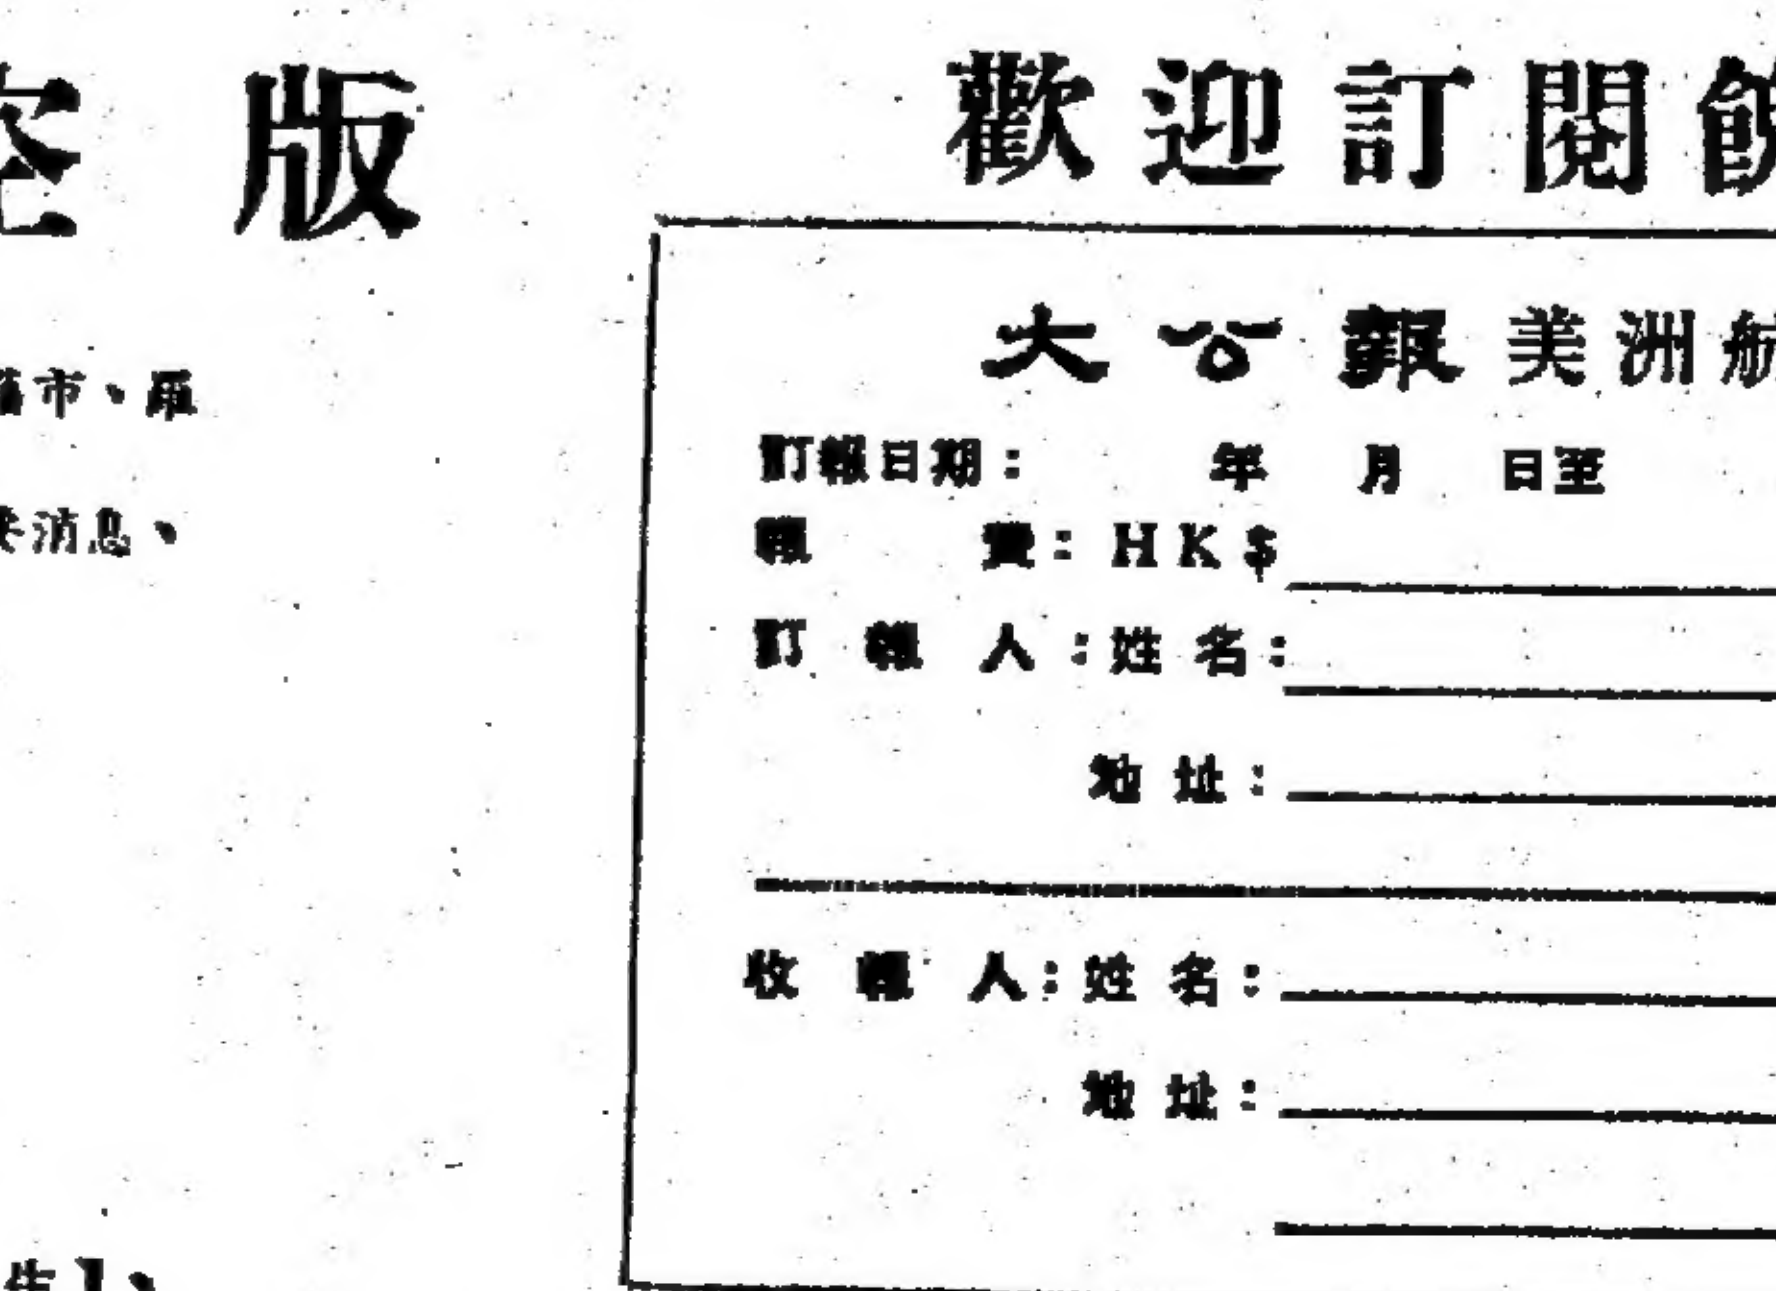 版
歡迎訂閱
市、羅
消息、
大公報美洲航
訂報日期： 年 月 日至
報 費：HK$
訂 報 人：姓 名：
地 址：
收 報 人：姓 名：
地 址：